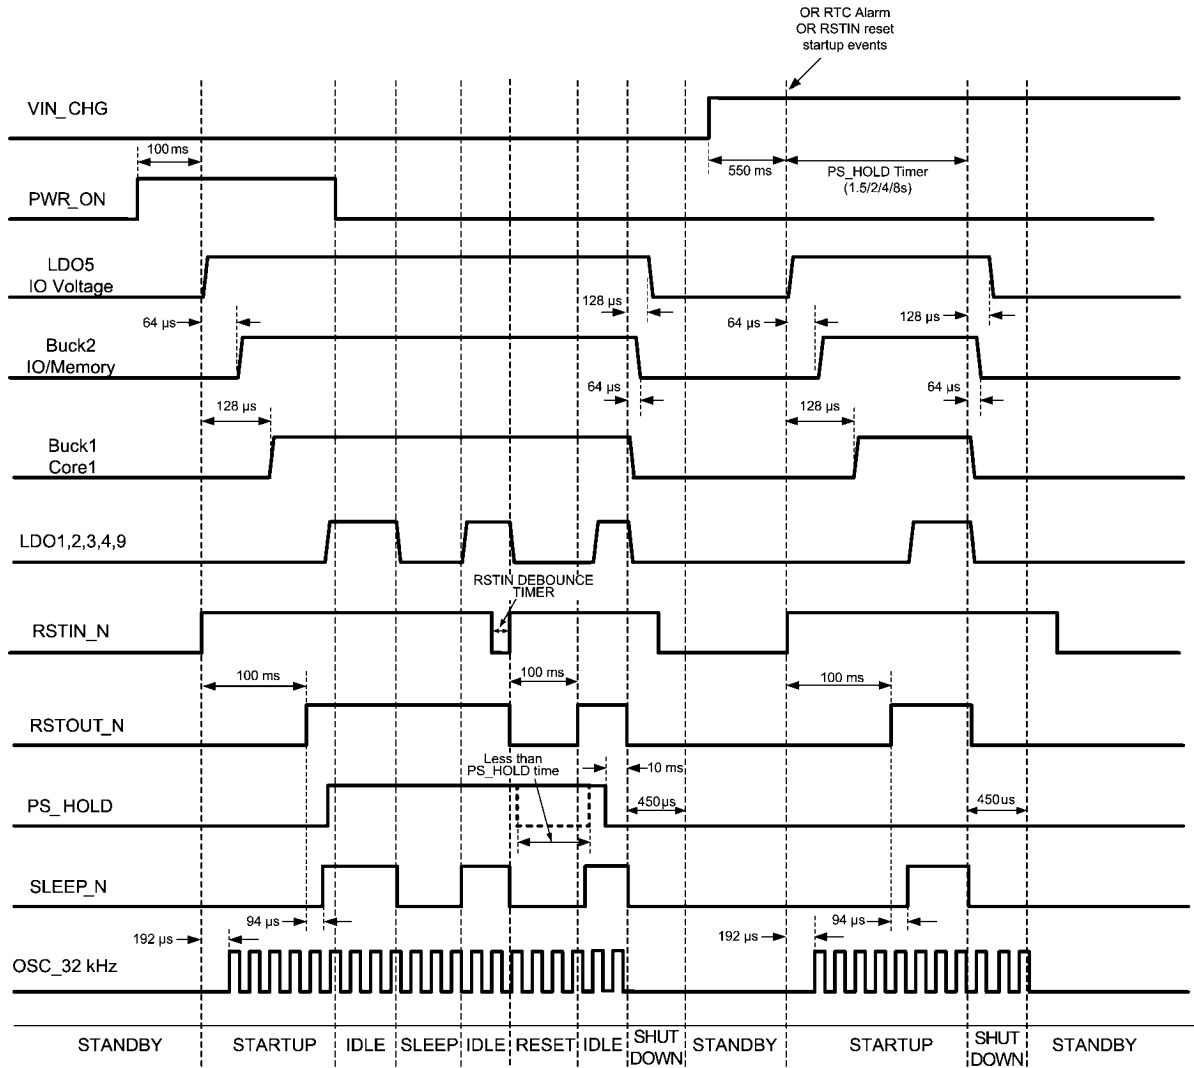 OR RTC Alarm
OR RSTIN reset
startup events
VIN_CHG
100 ms
550 ms
PS_HOLD Timer
(1.5/2/4/8s)
PWR_ON
LDO5
IO Voltage
128 µs
128 µs
64 µs
64 µs
Buck2
IO/Memory
64 µs
64 µs
128 µs
128 µs
Buck1
Core1
LDO1,2,3,4,9
RSTIN DEBOUNCE
TIMER
RSTIN_N
100 ms
100 ms
100 ms
RSTOUT_N
Less than
PS_HOLD time
10 ms
PS_HOLD
450µs
450us
SLEEP_N
94 µs
94 µs
192 µs
192 µs
OSC_32 kHz
STANDBY
STARTUP
IDLE
SLEEP
IDLE
RESET
IDLE
SHUT
DOWN
STANDBY
STARTUP
SHUT
DOWN
STANDBY